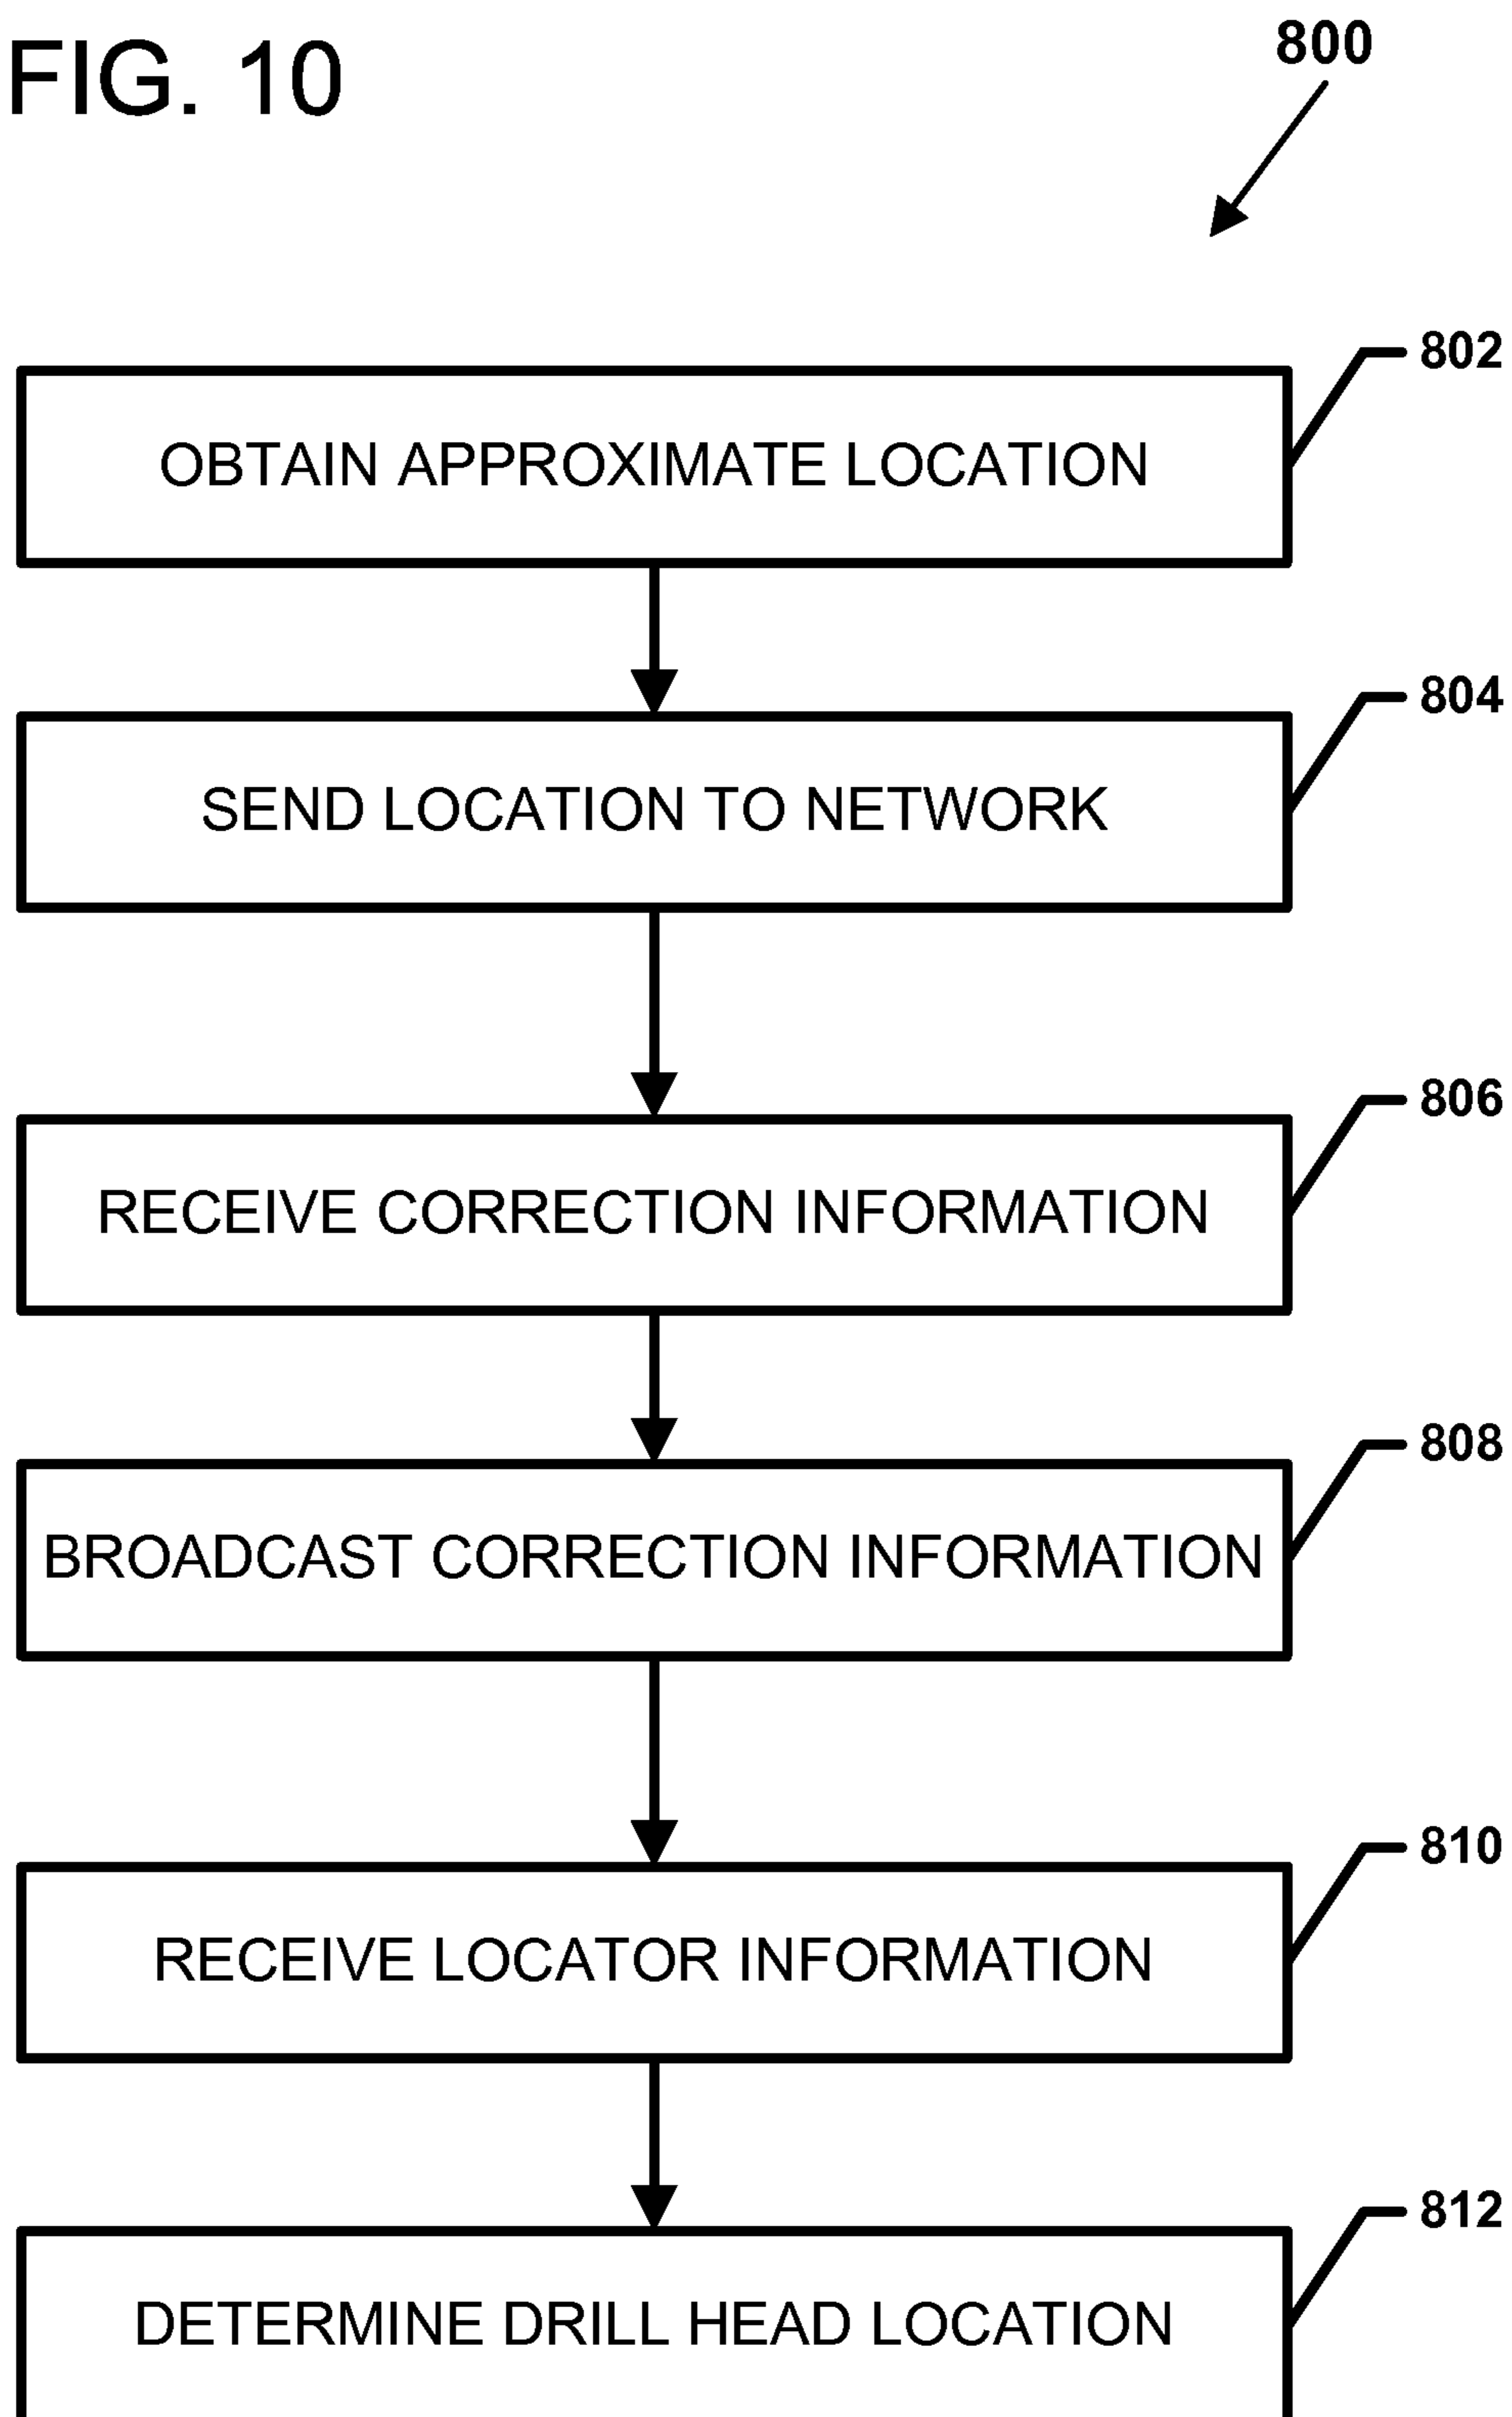 FIG. 10
800
802
OBTAIN APPROXIMATE LOCATION
804
SEND LOCATION TO NETWORK
806
RECEIVE CORRECTION INFORMATION
808
BROADCAST CORRECTION INFORMATION
810
RECEIVE LOCATOR INFORMATION
812
DETERMINE DRILL HEAD LOCATION